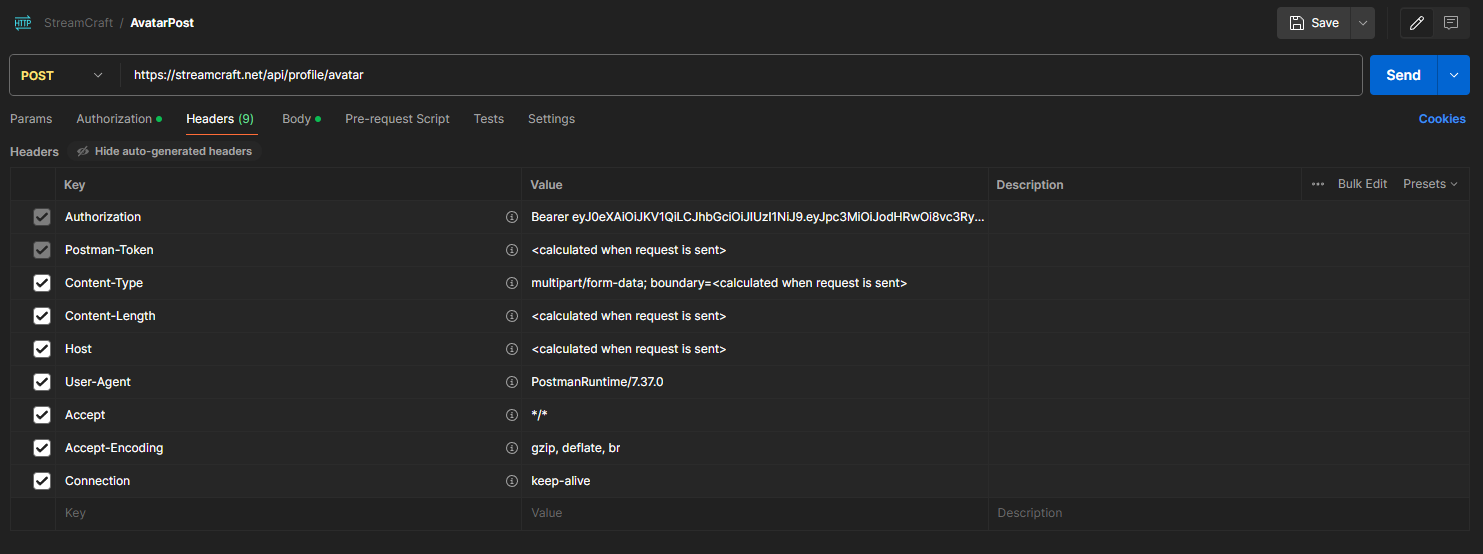 HTTP StreamCraft / AvatarPost Save
POST https://streamcraft.net/api/profile/avatar Send
Params Authorization Headers (9) Body Pre-request Script Tests Settings Cookies
Headers Hide auto-generated headers
Key Value Description ... Bulk Edit Presets
Authorization Bearer eyJ0eXAiOiJKV1QiLCJhbGciOiJIUzI1NiJ9.eyJpc3MiOiJodHRwOi8vc3Ry...
Postman-Token <calculated when request is sent>
Content-Type multipart/form-data; boundary=<calculated when request is sent>
Content-Length <calculated when request is sent>
Host <calculated when request is sent>
User-Agent PostmanRuntime/7.37.0
Accept */*
Accept-Encoding gzip, deflate, br
Connection keep-alive
Key Value Description